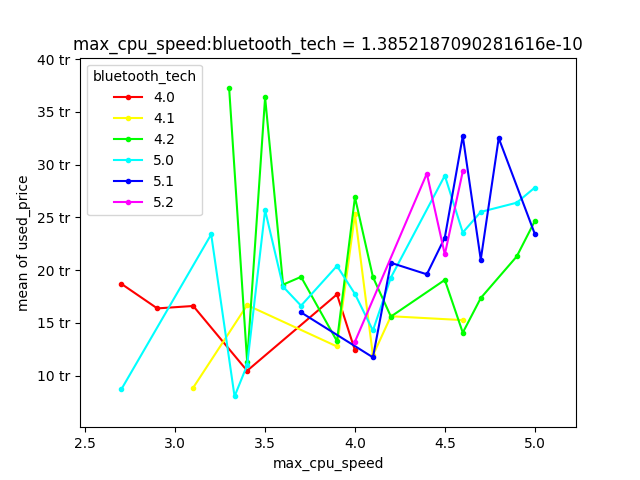 max_cpu_speed:bluetooth_tech = 1.3852187090281616e-10
40 tr
35 tr
30 tr
25 tr
20 tr
15 tr
10 tr
mean of used_price
bluetooth_tech
4.0
4.1
4.2
5.0
5.1
5.2
2.5 3.0 3.5 4.0 4.5 5.0
max_cpu_speed